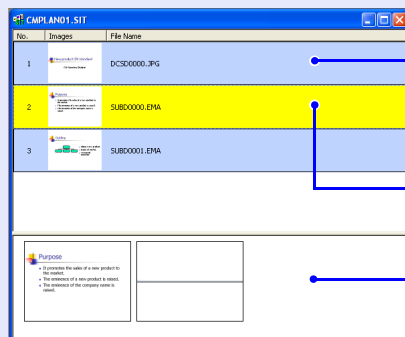 CMPLAN01.SIT
No. Images File Name
1 DCSD0000.JPG
2 Purpose SUBD0000.EMA
3 Outline SUBD0001.EMA
Purpose
It promotes the sales of a new product to
the market.
The eminence of a new product is raised.
The eminence of the company name is
raised.